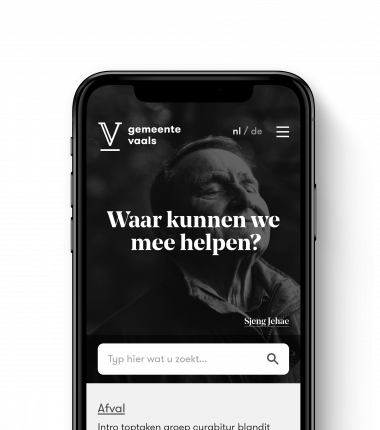 V gemeente
vaals
nl / de
Waar kunnen we
mee helpen?
Sjeng Jehae
Typ hier wat u zoekt...
Afval
Intro toptaken groep curabitur blandit